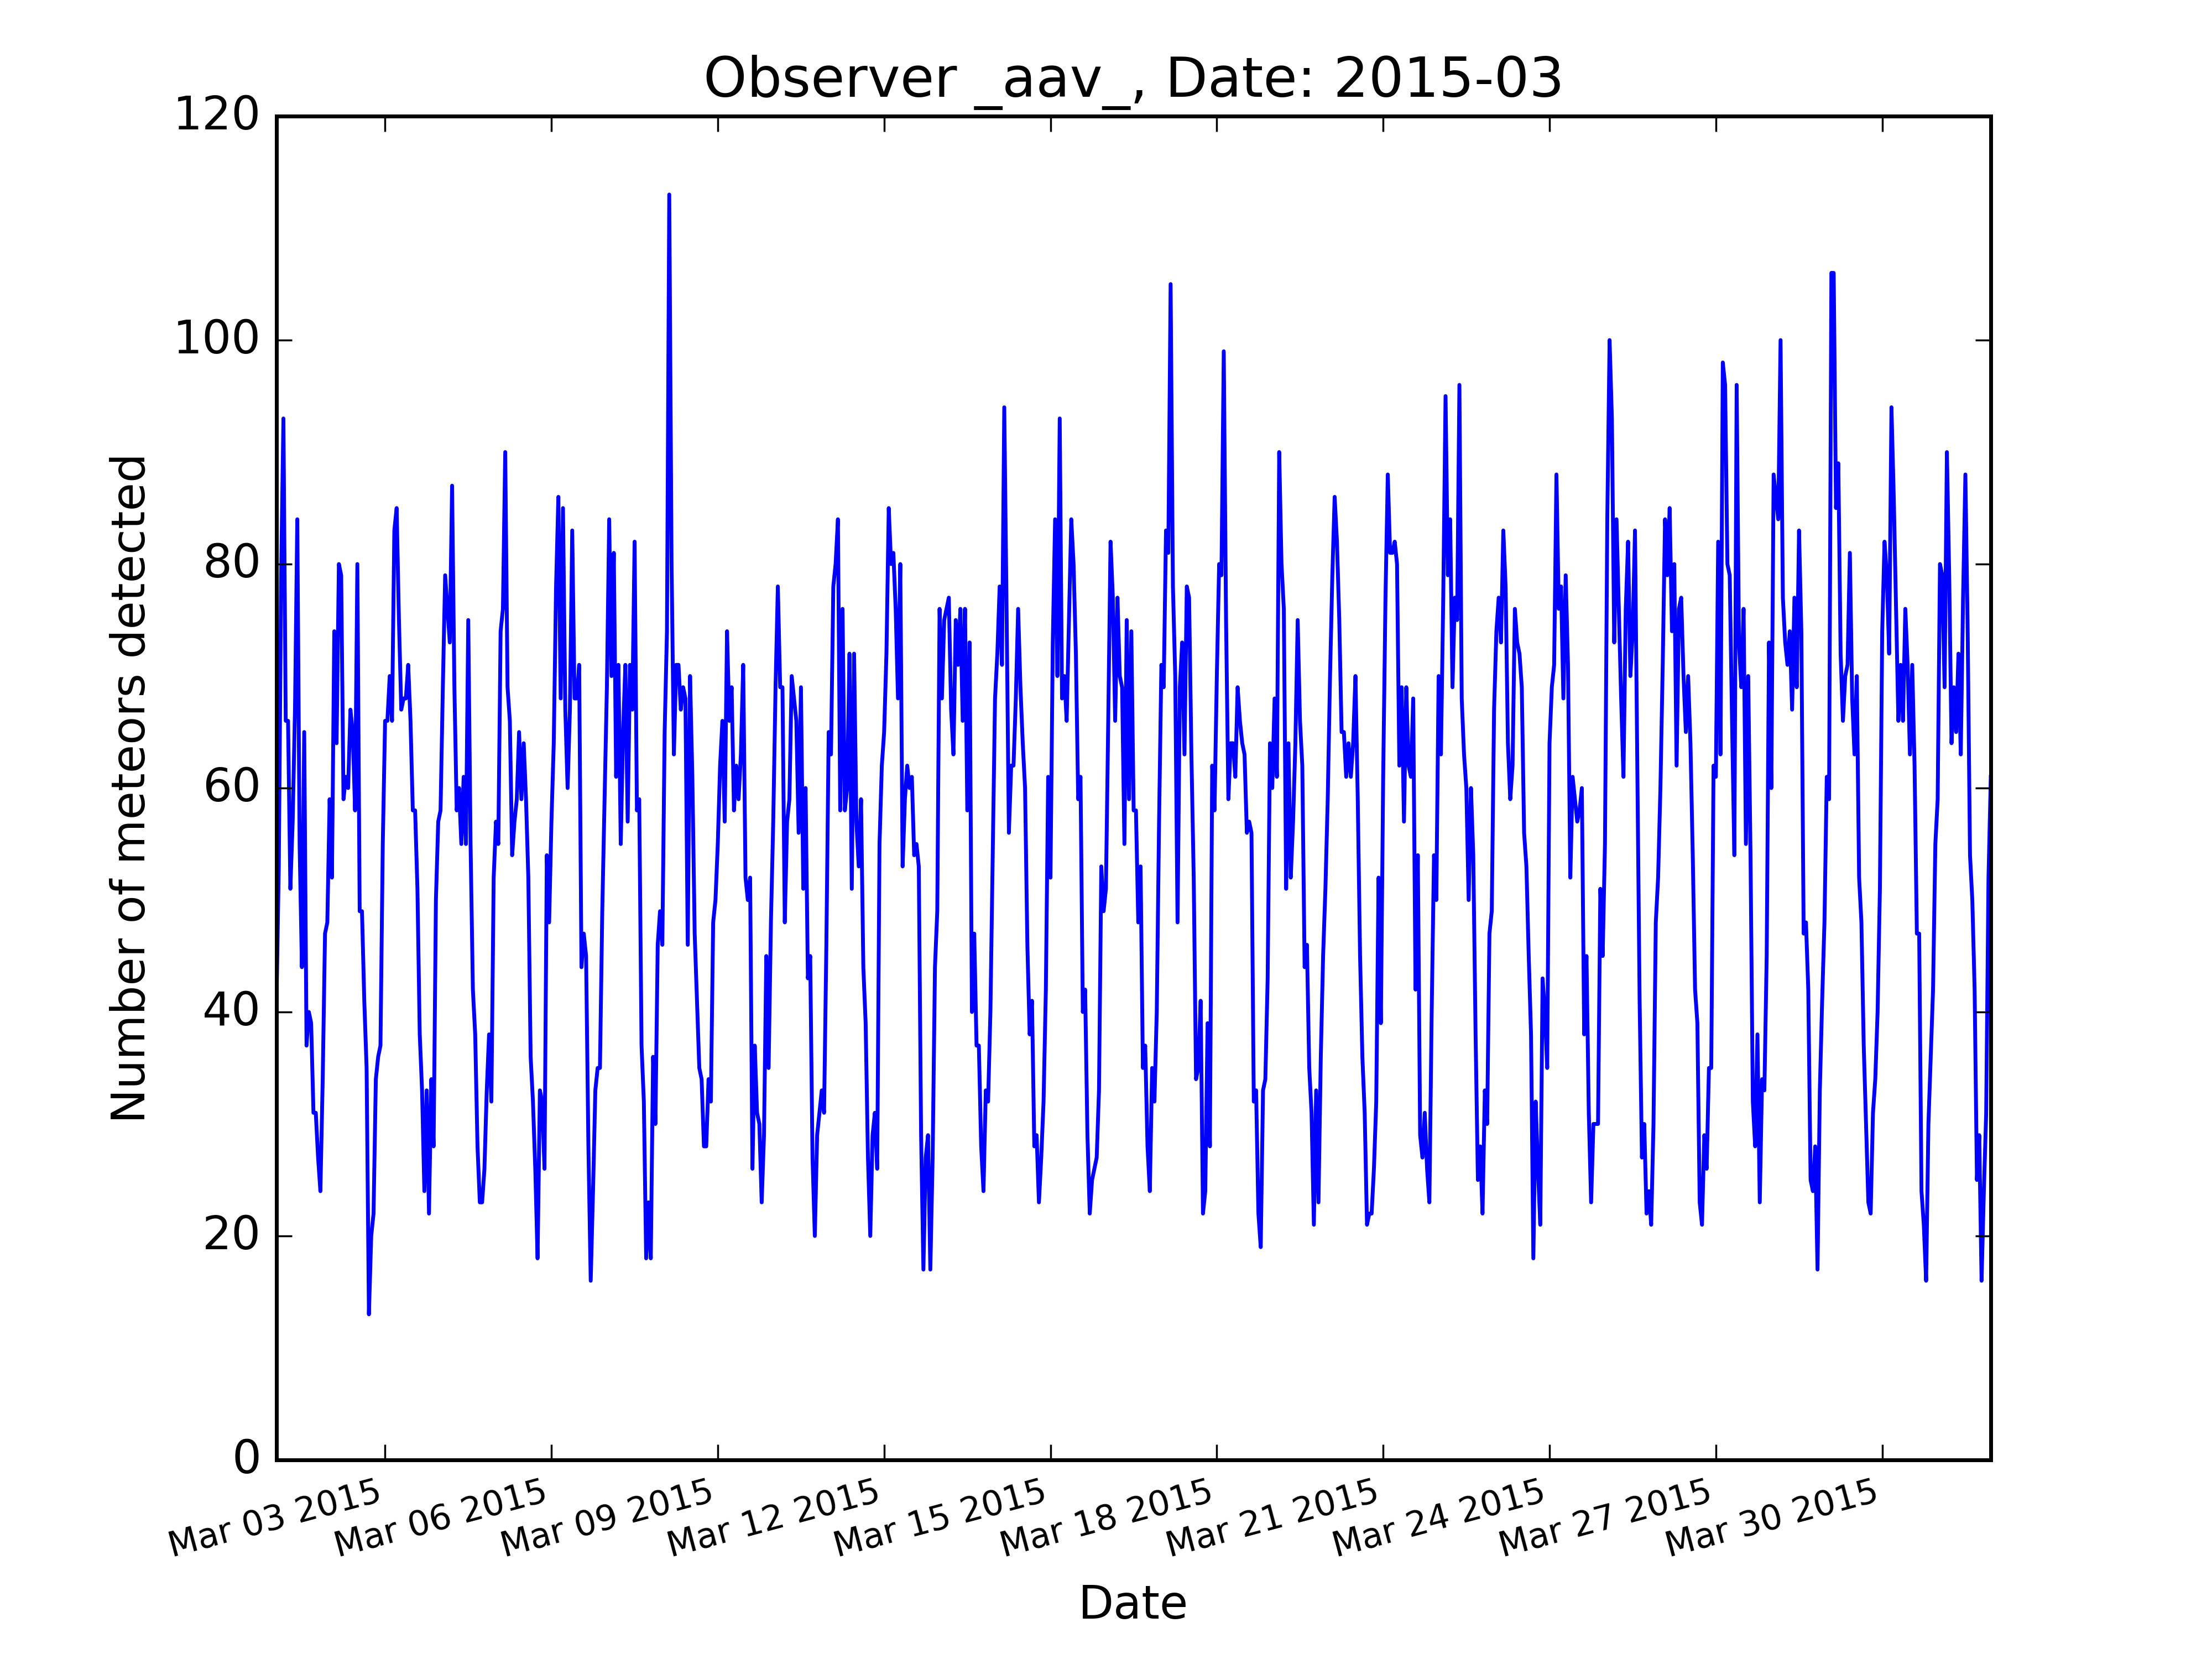 Observer _aav_, Date: 2015-03
120
100
80
60
40
20
0
Number of meteors detected
Mar 03 2015
Mar 06 2015
Mar 09 2015
Mar 12 2015
Mar 15 2015
Mar 18 2015
Mar 21 2015
Mar 24 2015
Mar 27 2015
Mar 30 2015
Date